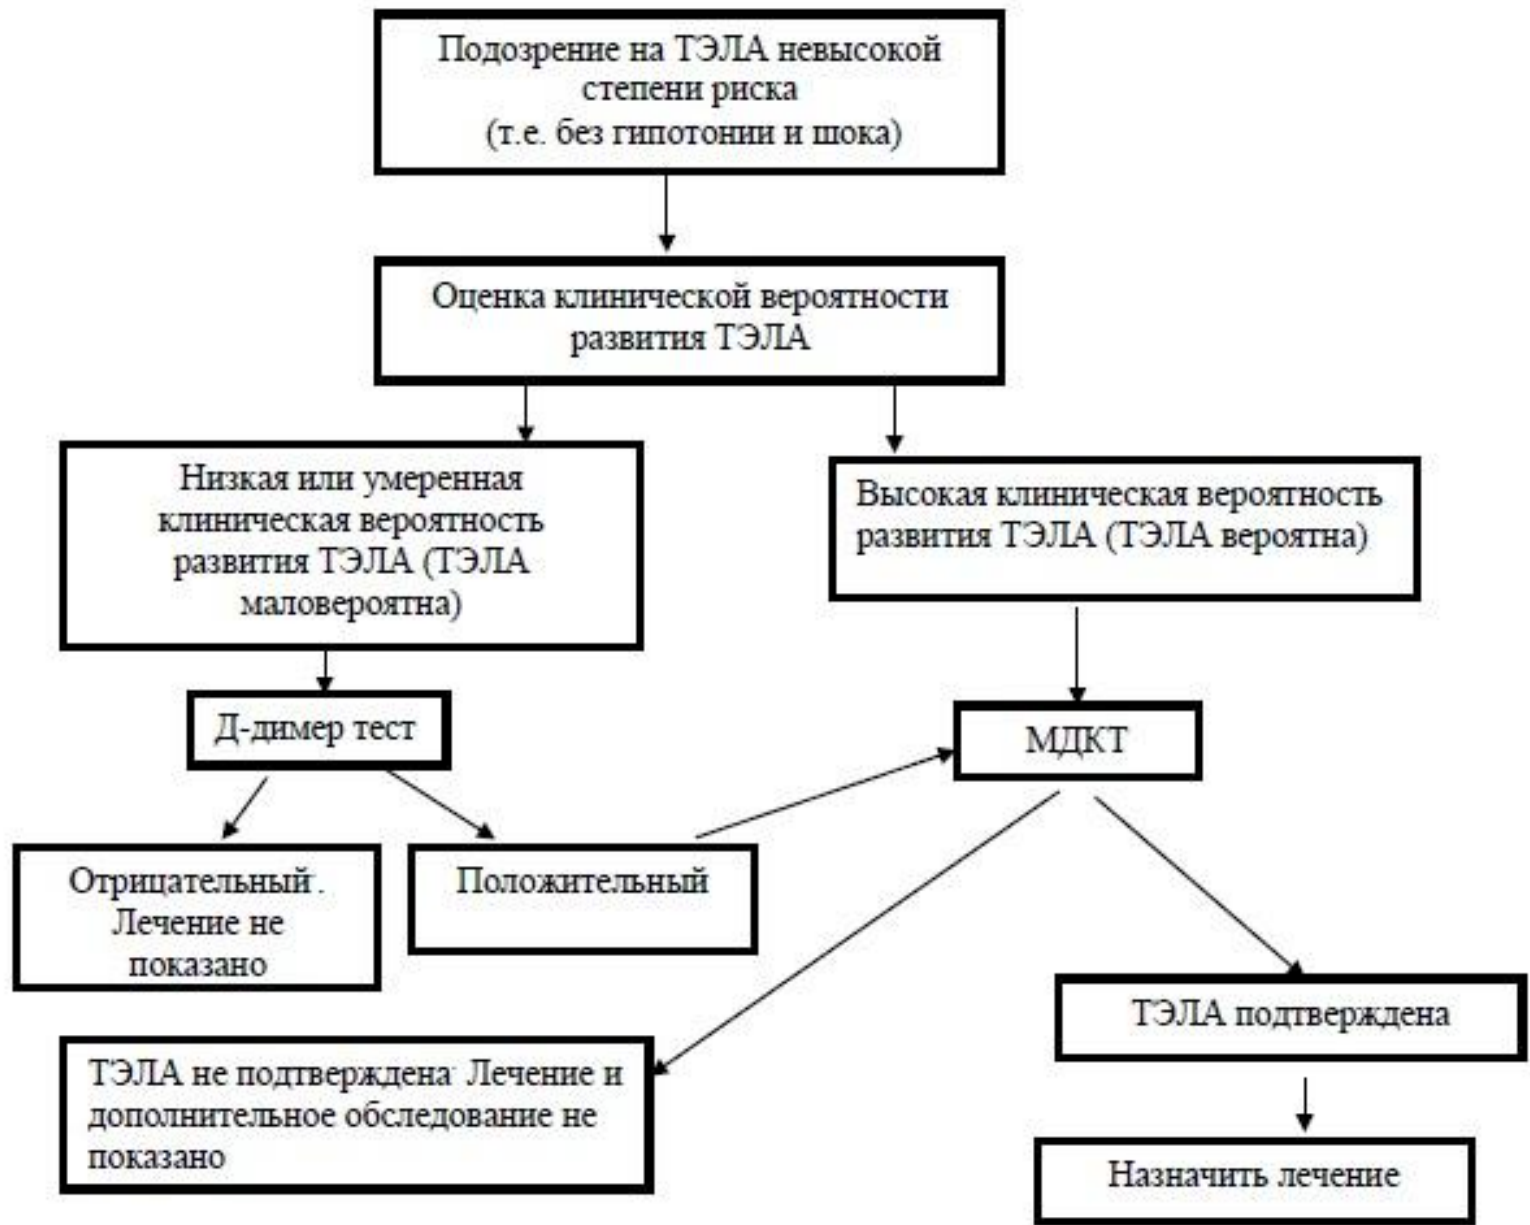 Подозрение на ТЭЛА невысокой
степени риска
(т.е. без гипотонии и шока)
Оценка клинической вероятности
развития ТЭЛА
Низкая или умеренная
клиническая вероятность
развития ТЭЛА (ТЭЛА
маловероятна)
Высокая клиническая вероятность
развития ТЭЛА (ТЭЛА вероятна)
Д-димер тест
МДКТ
Отрицательный.
Лечение не
показано
Положительный
ТЭЛА подтверждена
ТЭЛА не подтверждена Лечение и
дополнительное обследование не
показано
Назначить лечение